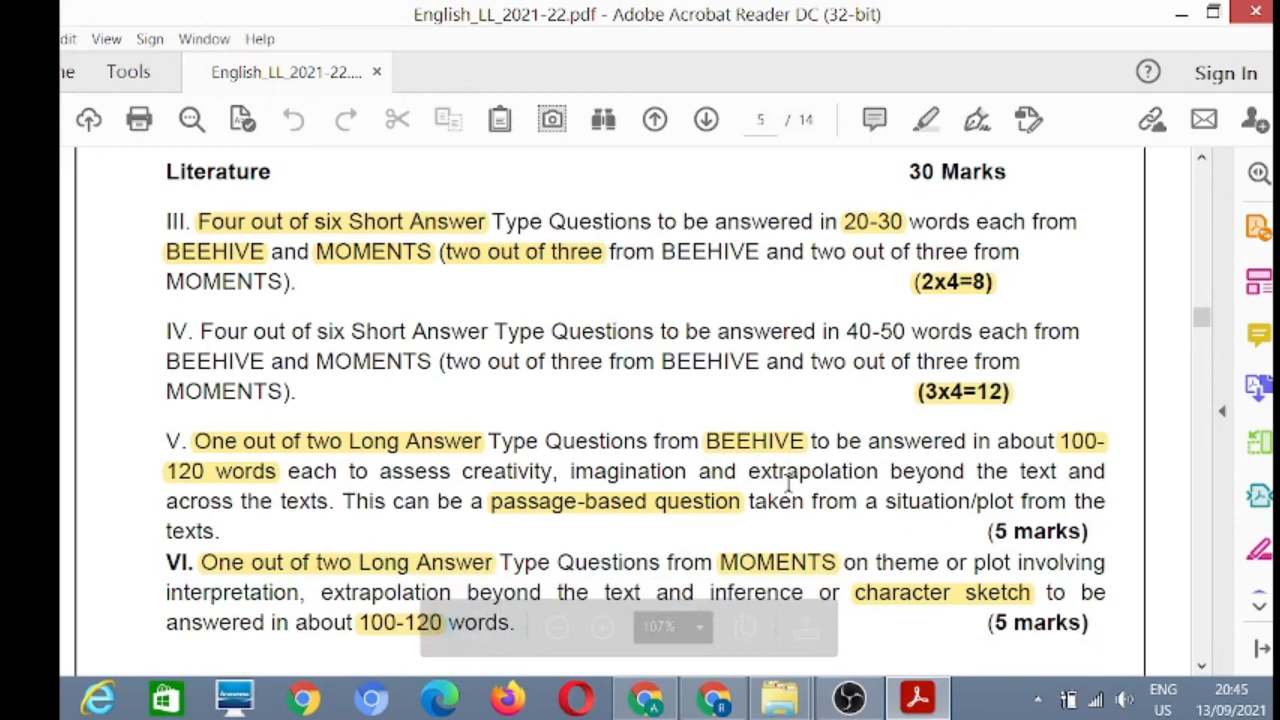 English_LL_2021-22.pdf - Adobe Acrobat Reader DC (32-bit)
dit View Sign Window Help
ne Tools English_LL_2021-22.... × Sign In
5 / 14
Literature 30 Marks
III. Four out of six Short Answer Type Questions to be answered in 20-30 words each from
BEEHIVE and MOMENTS (two out of three from BEEHIVE and two out of three from
MOMENTS). (2x4=8)
IV. Four out of six Short Answer Type Questions to be answered in 40-50 words each from
BEEHIVE and MOMENTS (two out of three from BEEHIVE and two out of three from
MOMENTS). (3x4=12)
V. One out of two Long Answer Type Questions from BEEHIVE to be answered in about 100-
120 words each to assess creativity, imagination and extrapolation beyond the text and
across the texts. This can be a passage-based question taken from a situation/plot from the
texts. (5 marks)
VI. One out of two Long Answer Type Questions from MOMENTS on theme or plot involving
interpretation, extrapolation beyond the text and inference or character sketch to be
answered in about 100-120 words. (5 marks)
107%
ENG 20:45
US 13/09/2021